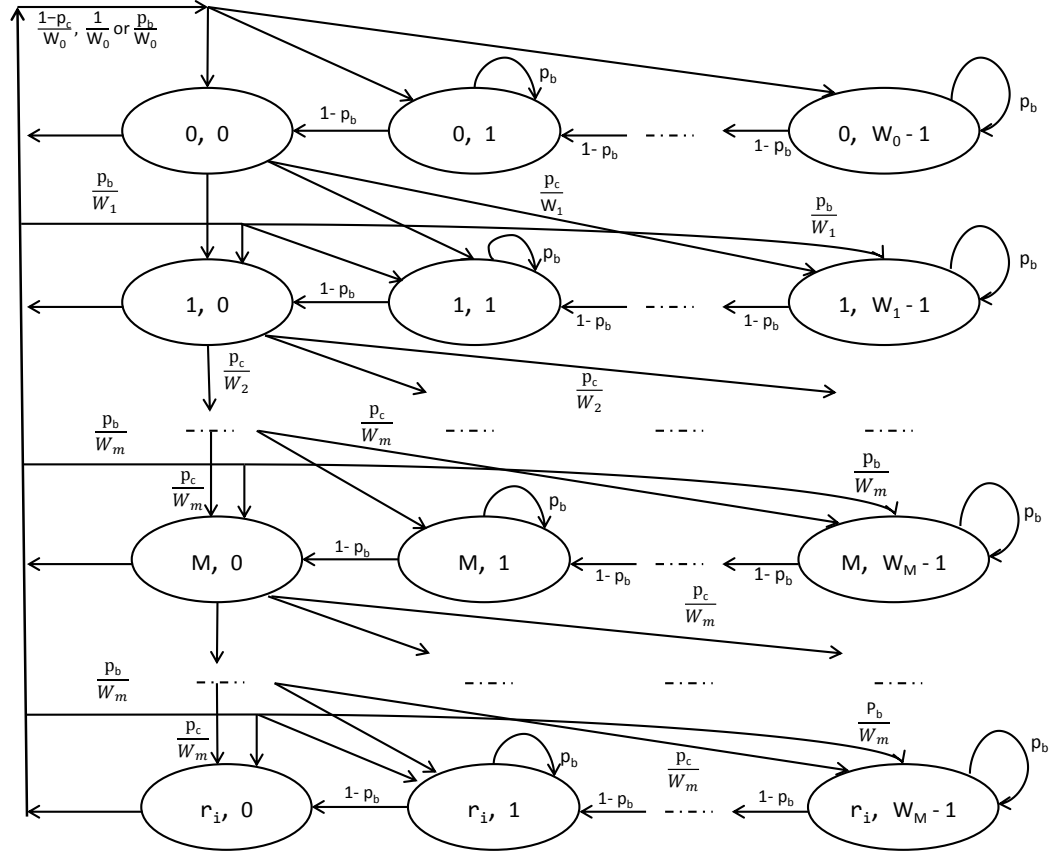 1−p_c/W_0, 1/W_0 or p_b/W_0
p_b
p_b
0, 0
1- p_b
0, 1
1- p_b
1- p_b
0, W_0 - 1
p_b/W_1
p_c/W_1
p_b/W_1
p_b
p_b
1, 0
1- p_b
1, 1
1- p_b
1- p_b
1, W_1 - 1
p_c/W_2
p_c/W_2
p_b/W_m
p_c/W_m
p_c/W_m
p_b/W_m
p_b
p_b
M, 0
1- p_b
M, 1
1- p_b
1- p_b
M, W_M - 1
p_c/W_m
p_b/W_m
P_b/W_m
p_c/W_m
p_b
p_c/W_m
p_b
r_i, 0
1- p_b
r_i, 1
1- p_b
1- p_b
r_i, W_M - 1